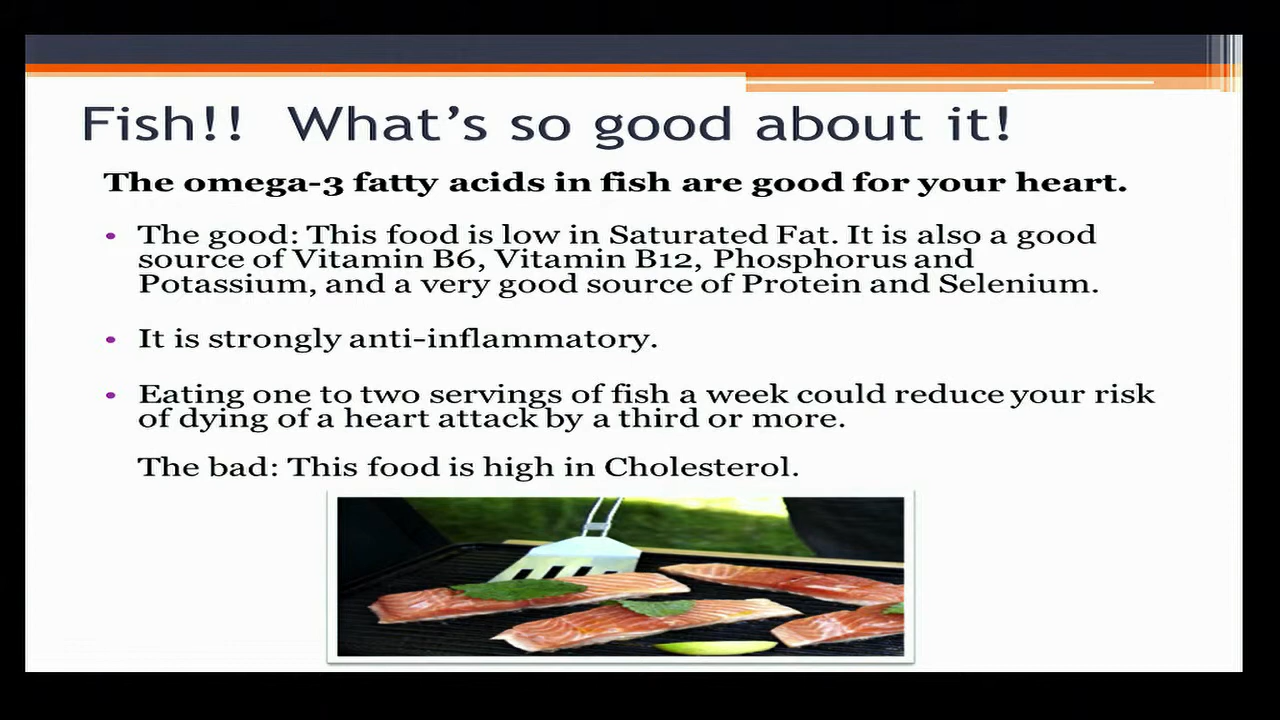 Fish!! What's so good about it!
The omega-3 fatty acids in fish are good for your heart.
• The good: This food is low in Saturated Fat. It is also a good
source of Vitamin B6, Vitamin B12, Phosphorus and
Potassium, and a very good source of Protein and Selenium.
• It is strongly anti-inflammatory.
• Eating one to two servings of fish a week could reduce your risk
of dying of a heart attack by a third or more.
The bad: This food is high in Cholesterol.